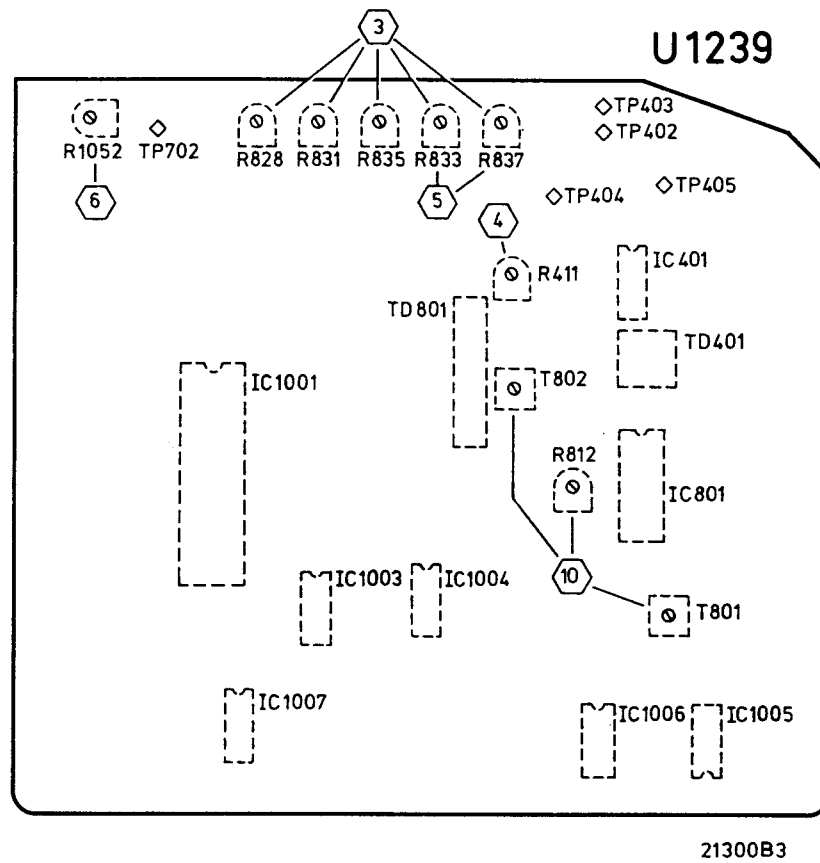 3
U1239
TP403
TP402
R1052
TP702
R828
R831
R835
R833
R837
6
5
TP404
TP405
4
R411
IC401
TD801
TD401
IC1001
T802
R812
IC801
10
IC1003
IC1004
T801
IC1007
IC1006
IC1005
21300B3